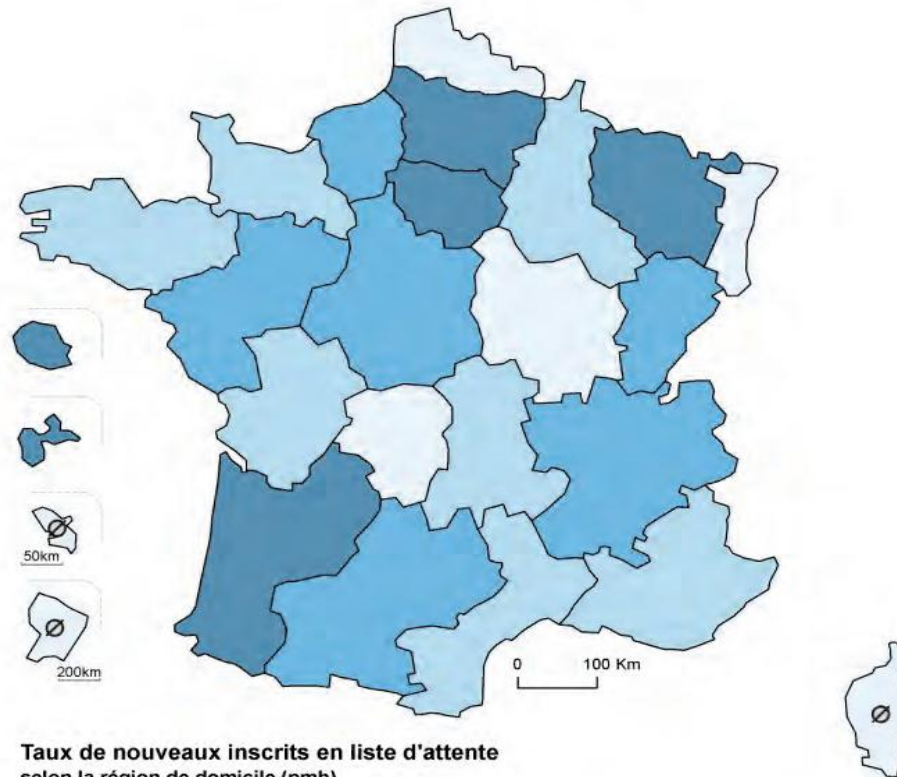 50km
200km
0 100 Km
Taux de nouveaux inscrits en liste d'attente
selon la région de domicile (pmh)